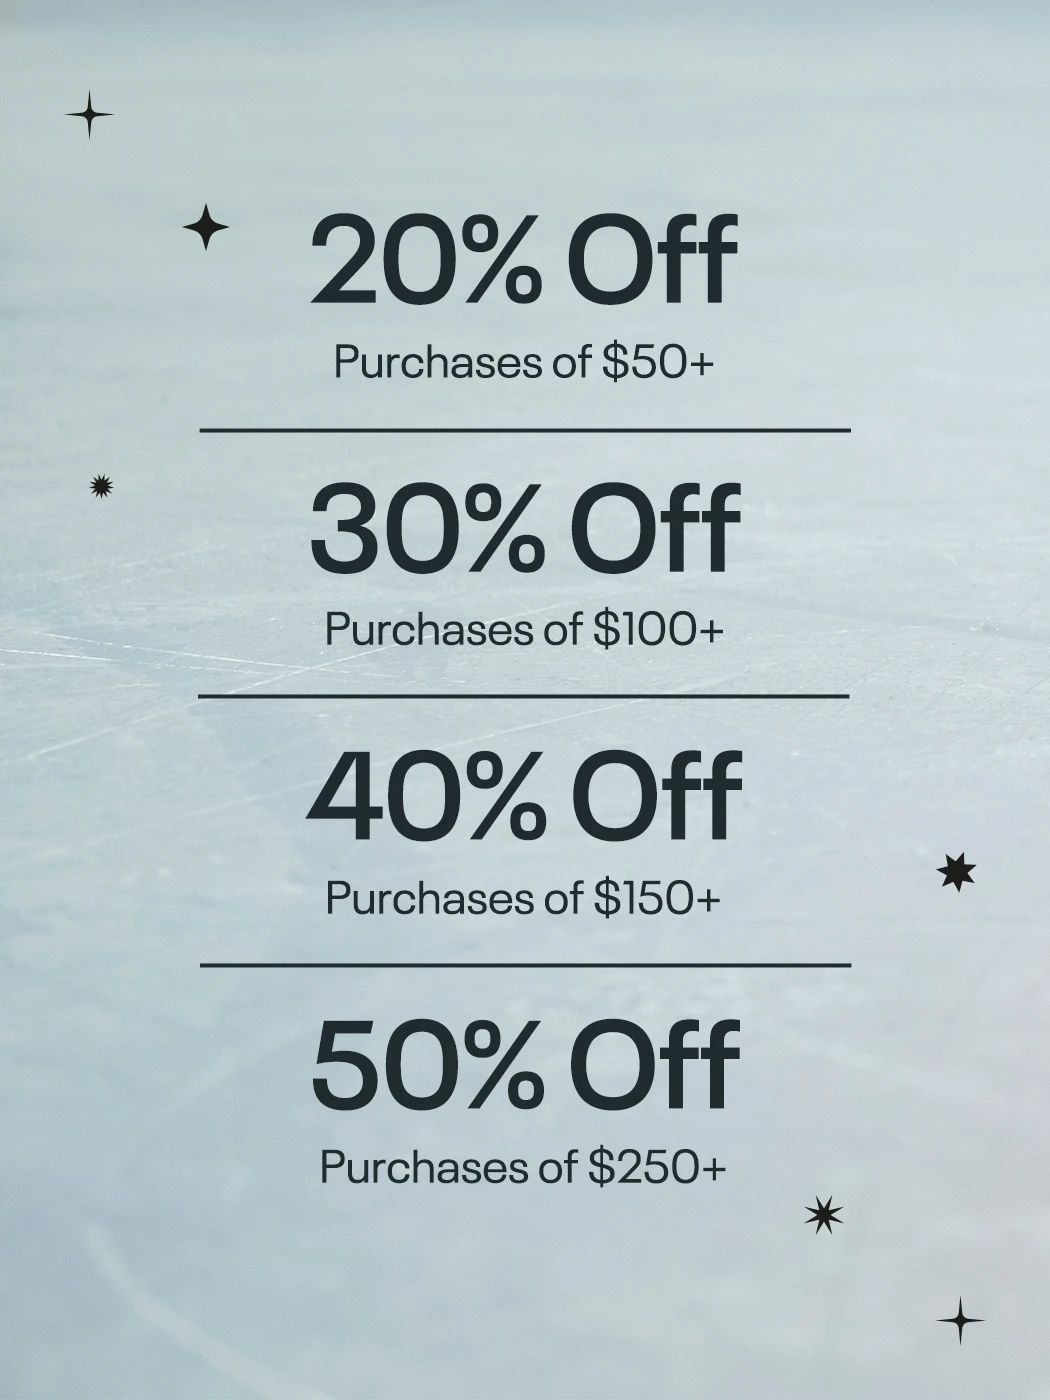 20% Off
Purchases of $50+
30% Off
Purchases of $100+
40% Off
Purchases of $150+
50% Off
Purchases of $250+